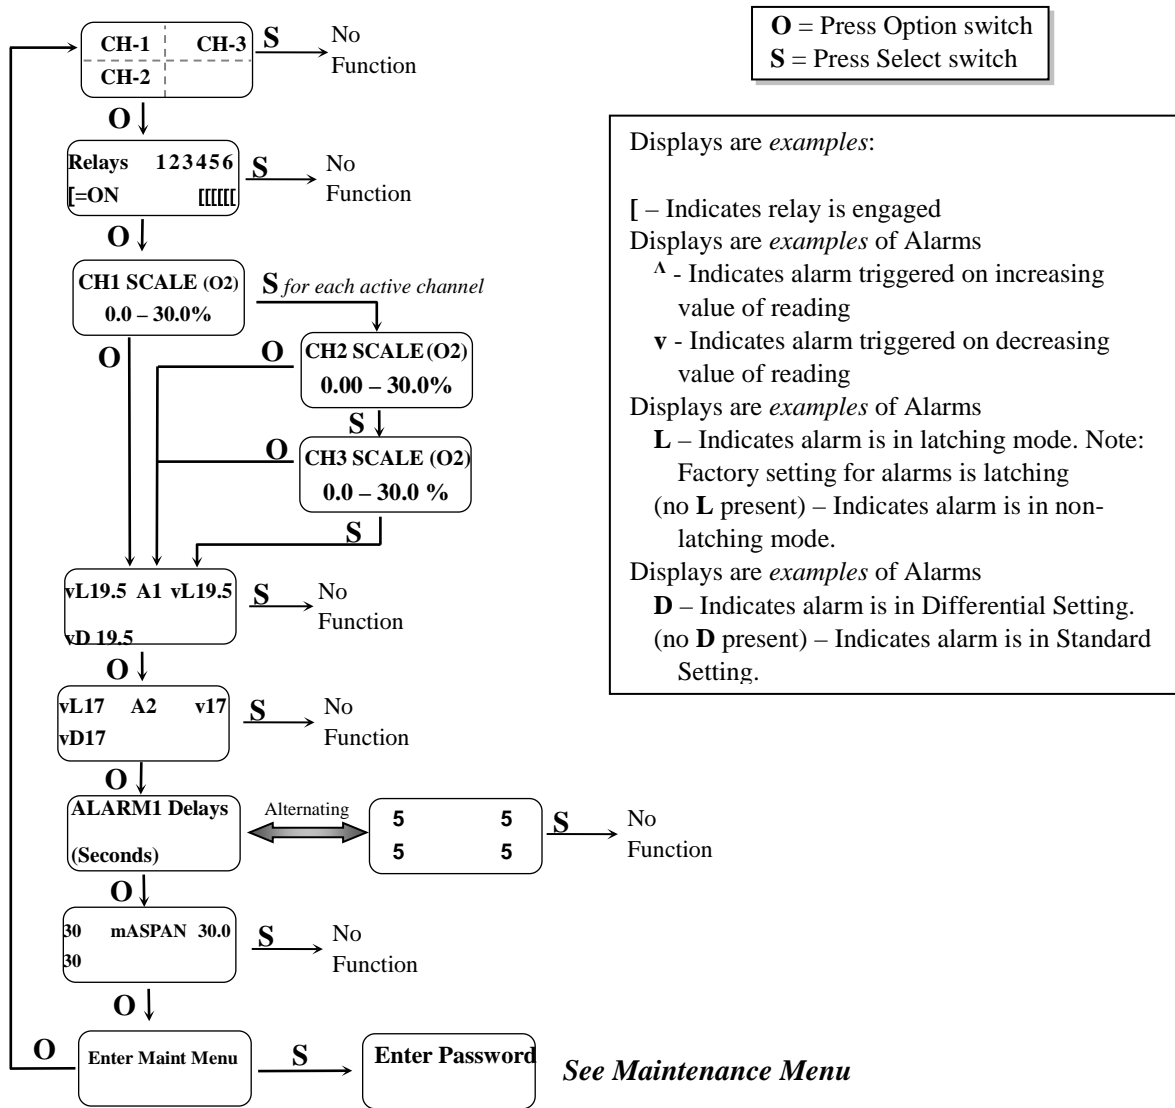 O = Press Option switch
S = Press Select switch
CH-1 CH-3
CH-2
S
No
Function
O
Relays 123456
[=ON [[[[[[
S
No
Function
O
CH1 SCALE (O2)
0.0 – 30.0%
S for each active channel
O
O
CH2 SCALE (O2)
0.00 – 30.0%
S
O
CH3 SCALE (O2)
0.0 – 30.0 %
S
vL19.5 A1 vL19.5
vD 19.5
S
No
Function
O
vL17 A2 v17
vD17
S
No
Function
O
ALARM1 Delays
(Seconds)
Alternating
5 5
5 5
S
No
Function
O
30 mASPAN 30.0
30
S
No
Function
O
O
Enter Maint Menu
S
Enter Password
See Maintenance Menu
Displays are examples:
[ – Indicates relay is engaged
Displays are examples of Alarms
^ - Indicates alarm triggered on increasing
value of reading
v - Indicates alarm triggered on decreasing
value of reading
Displays are examples of Alarms
L – Indicates alarm is in latching mode. Note:
Factory setting for alarms is latching
(no L present) – Indicates alarm is in non-
latching mode.
Displays are examples of Alarms
D – Indicates alarm is in Differential Setting.
(no D present) – Indicates alarm is in Standard
Setting.